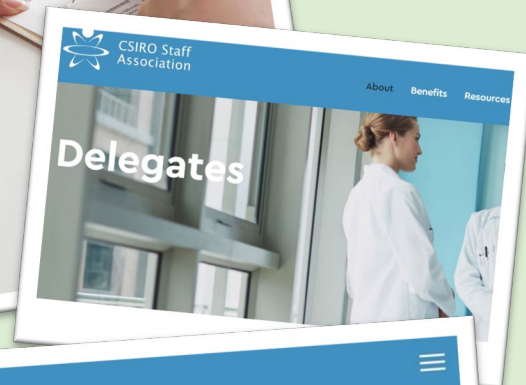 CSIRO Staff
Association
About Benefits Resources
Delegates